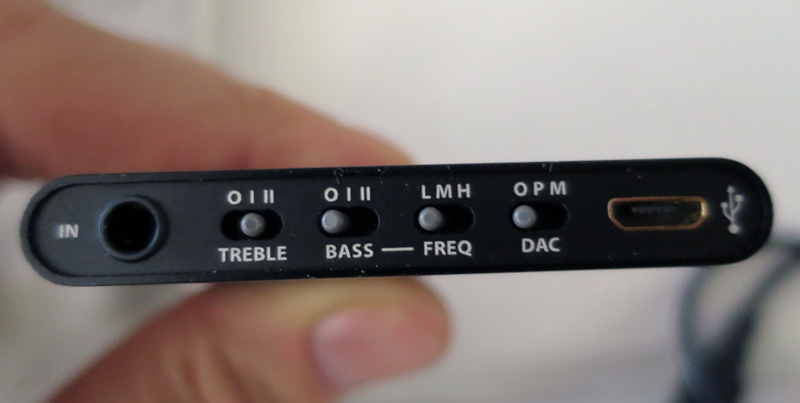 O I II
O I II
L M H
O P M
IN
TREBLE
BASS — FREQ
DAC